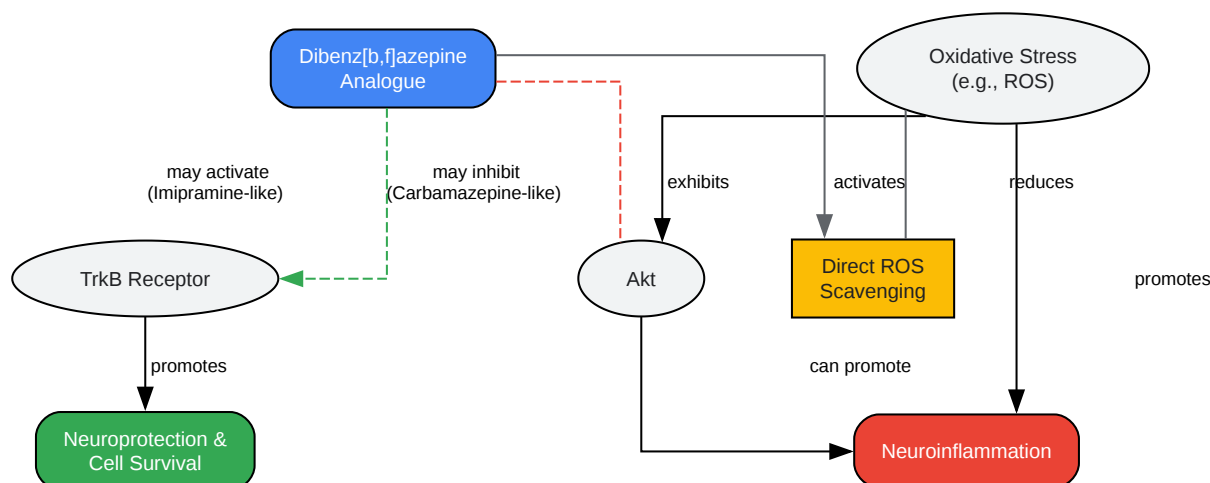 Dibenz[b,f]azepine
Analogue
Oxidative Stress
(e.g., ROS)
may activate
(Imipramine-like)
may inhibit
(Carbamazepine-like)
exhibits
activates
reduces
TrkB Receptor
Akt
Direct ROS
Scavenging
promotes
promotes
can promote
Neuroprotection &
Cell Survival
Neuroinflammation